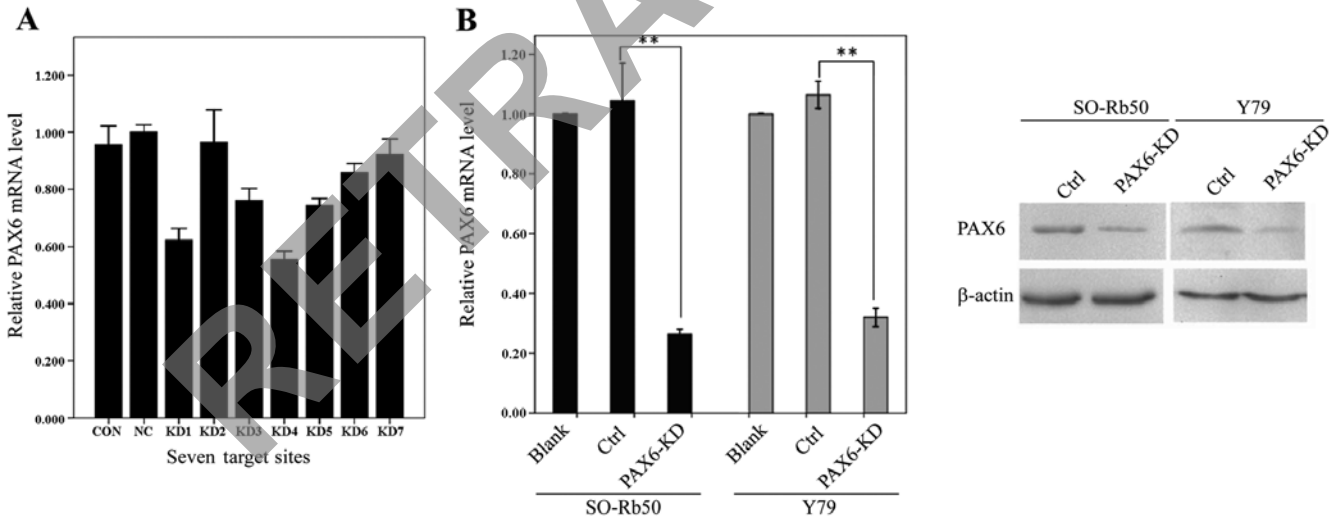 A
Relative PAX6 mRNA level
1.200
1.000
0.800
0.600
0.400
0.200
0.000
CON NC KD1 KD2 KD3 KD4 KD5 KD6 KD7
Seven target sites
B
Relative PAX6 mRNA level
1.20
1.00
0.80
0.60
0.40
0.20
0.00
**
**
Blank Ctrl PAX6-KD Blank Ctrl PAX6-KD
SO-Rb50 Y79
SO-Rb50 Y79
Ctrl PAX6-KD Ctrl PAX6-KD
PAX6
β-actin
RETRA